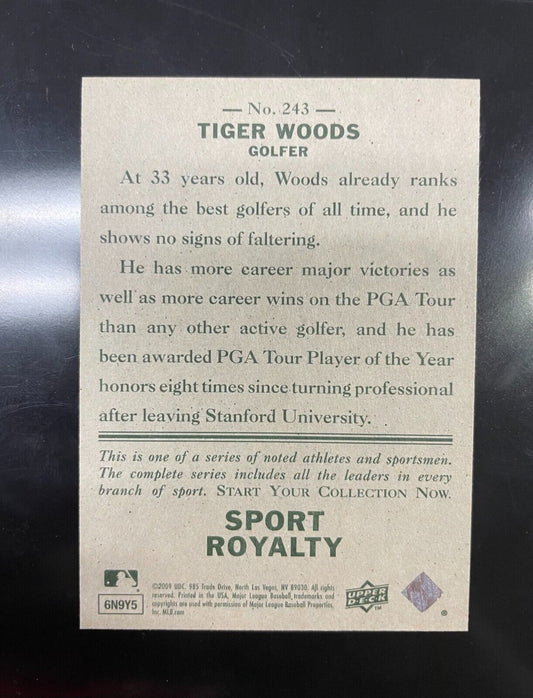 — No. 243 —
TIGER WOODS
GOLFER
At 33 years old, Woods already ranks
among the best golfers of all time, and he
shows no signs of faltering.
He has more career major victories as
well as more career wins on the PGA Tour
than any other active golfer, and he has
been awarded PGA Tour Player of the Year
honors eight times since turning professional
after leaving Stanford University.
This is one of a series of noted athletes and sportsmen.
The complete series includes all the leaders in every
branch of sport. START YOUR COLLECTION NOW.
SPORT
ROYALTY
6N9Y5
©2009 UDC. 985 Trade Drive, North Las Vegas, NV 89030. All rights
reserved. Printed in the USA. Major League Baseball trademarks and
copyrights are used with permission of Major League Baseball Properties,
Inc. MLB.com
UPPER
DECK
™
®